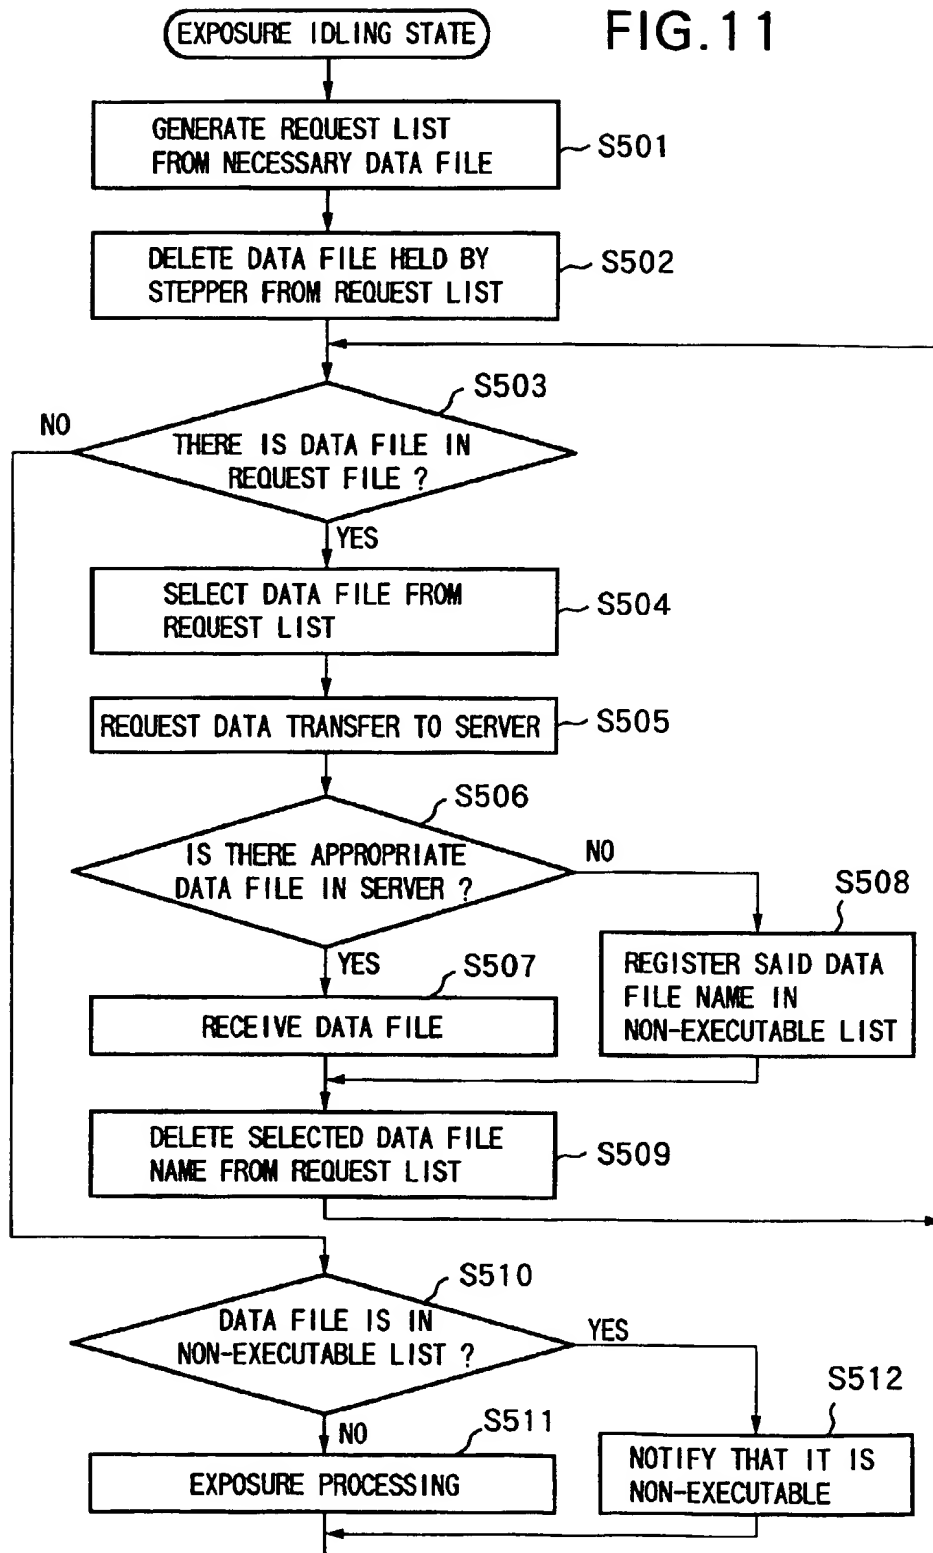 EXPOSURE IDLING STATE
FIG.11
GENERATE REQUEST LIST
FROM NECESSARY DATA FILE
S501
DELETE DATA FILE HELD BY
STEPPER FROM REQUEST LIST
S502
S503
NO
THERE IS DATA FILE IN
REQUEST FILE ?
YES
SELECT DATA FILE FROM
REQUEST LIST
S504
REQUEST DATA TRANSFER TO SERVER
S505
S506
IS THERE APPROPRIATE
DATA FILE IN SERVER ?
NO
YES
S507
S508
RECEIVE DATA FILE
REGISTER SAID DATA
FILE NAME IN
NON-EXECUTABLE LIST
DELETE SELECTED DATA FILE
NAME FROM REQUEST LIST
S509
S510
DATA FILE IS IN
NON-EXECUTABLE LIST ?
YES
NO
S511
S512
EXPOSURE PROCESSING
NOTIFY THAT IT IS
NON-EXECUTABLE